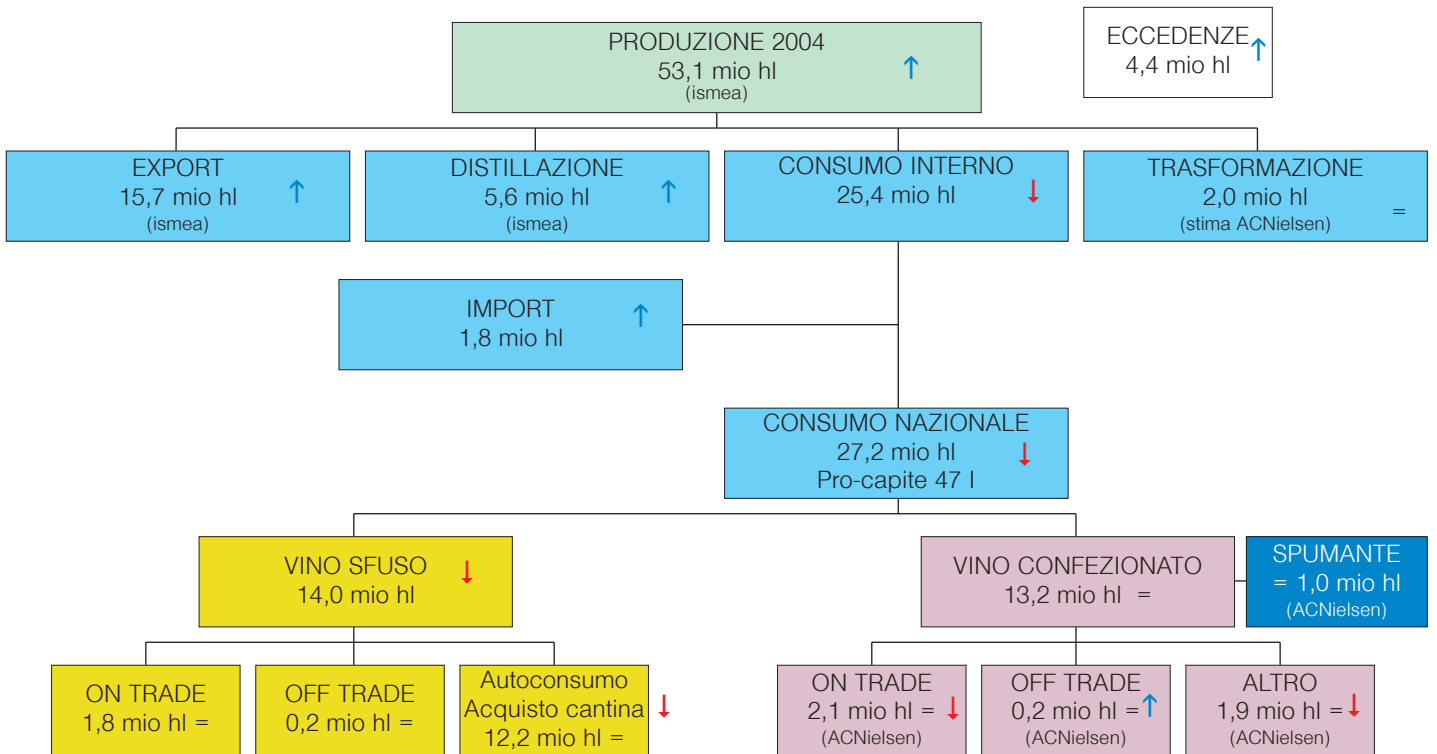 PRODUZIONE 2004
53,1 mio hl ↑
(ismea)
ECCEDENZE ↑
4,4 mio hl
EXPORT
15,7 mio hl ↑
(ismea)
DISTILLAZIONE
5,6 mio hl ↑
(ismea)
CONSUMO INTERNO
25,4 mio hl ↓
TRASFORMAZIONE
2,0 mio hl
(stima ACNielsen) =
IMPORT ↑
1,8 mio hl
CONSUMO NAZIONALE
27,2 mio hl ↓
Pro-capite 47 l
VINO SFUSO ↓
14,0 mio hl
VINO CONFEZIONATO
13,2 mio hl =
SPUMANTE
= 1,0 mio hl
(ACNielsen)
ON TRADE
1,8 mio hl =
OFF TRADE
0,2 mio hl =
Autoconsumo
Acquisto cantina ↓
12,2 mio hl =
ON TRADE
2,1 mio hl = ↓
(ACNielsen)
OFF TRADE
0,2 mio hl = ↑
(ACNielsen)
ALTRO
1,9 mio hl = ↓
(ACNielsen)